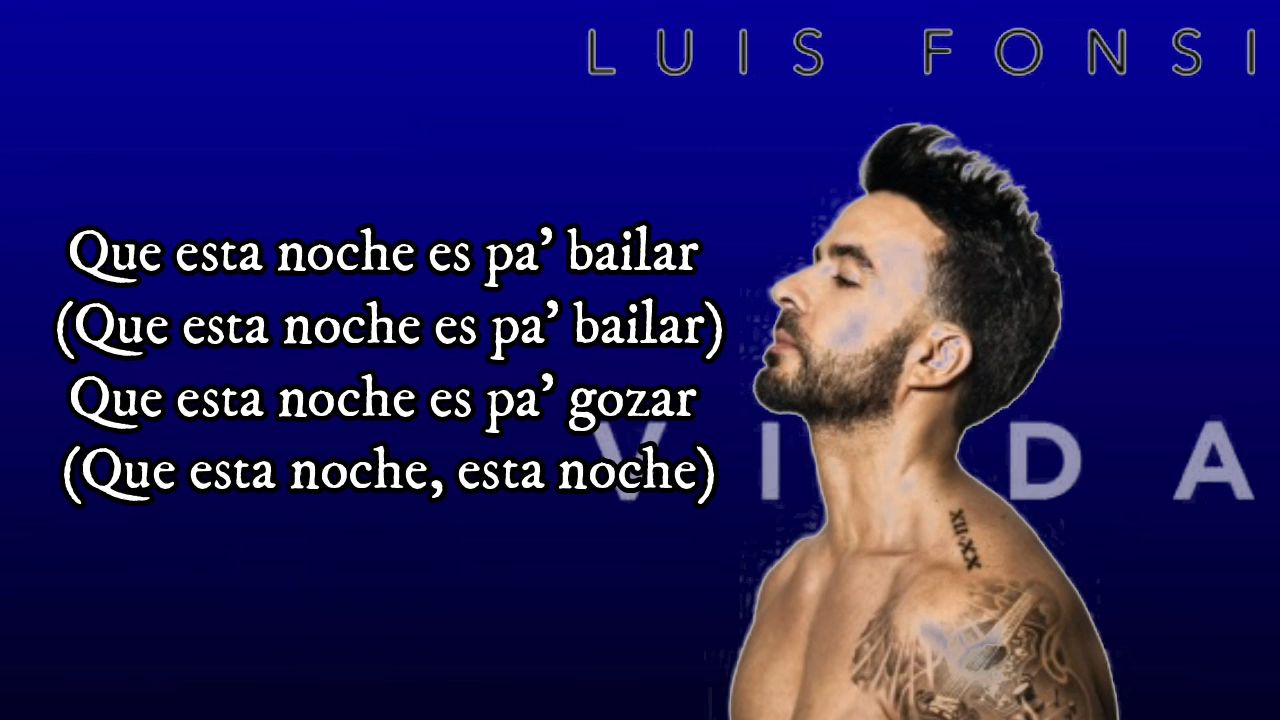 LUIS FONSI
Que esta noche es pa’ bailar
(Que esta noche es pa’ bailar)
Que esta noche es pa’ gozar
(Que esta noche, esta noche)
VIDA
XII·XX